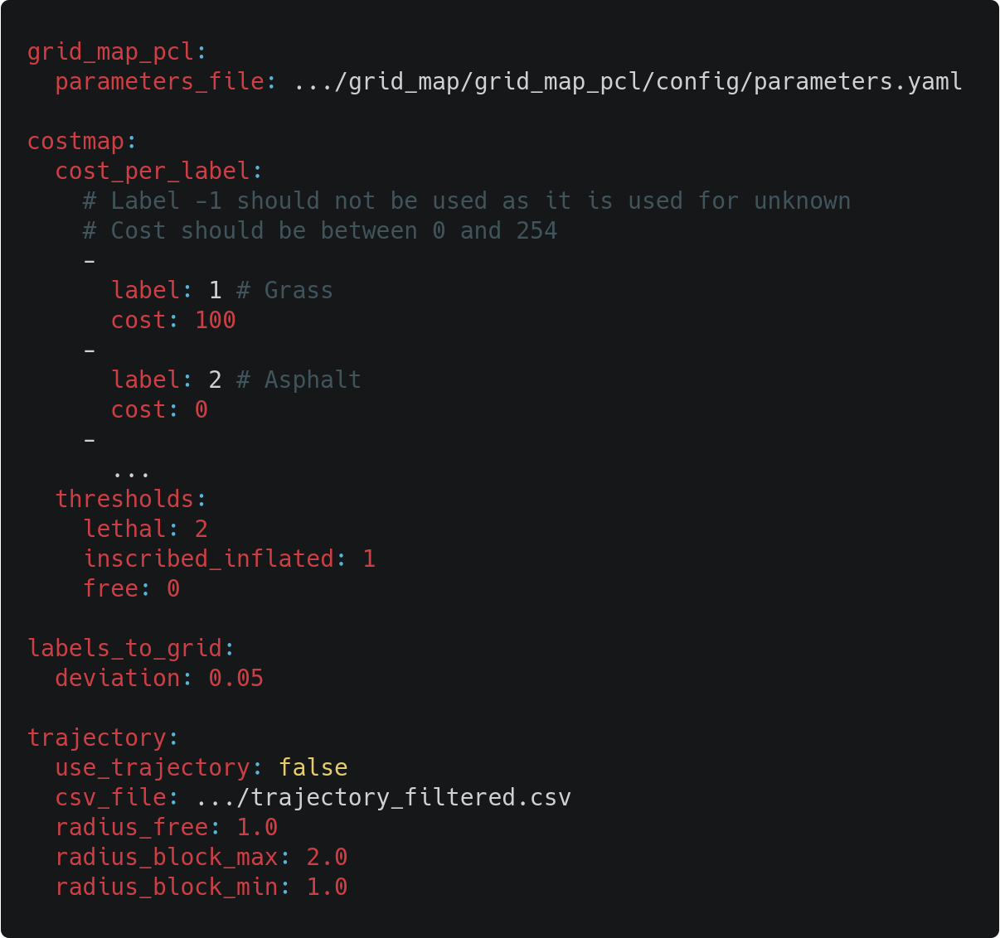 grid_map_pcl:
  parameters_file: .../grid_map/grid_map_pcl/config/parameters.yaml

costmap:
  cost_per_label:
    # Label -1 should not be used as it is used for unknown
    # Cost should be between 0 and 254
    -
      label: 1 # Grass
      cost: 100
    -
      label: 2 # Asphalt
      cost: 0
    -
      ...
  thresholds:
    lethal: 2
    inscribed_inflated: 1
    free: 0

labels_to_grid:
  deviation: 0.05

trajectory:
  use_trajectory: false
  csv_file: .../trajectory_filtered.csv
  radius_free: 1.0
  radius_block_max: 2.0
  radius_block_min: 1.0